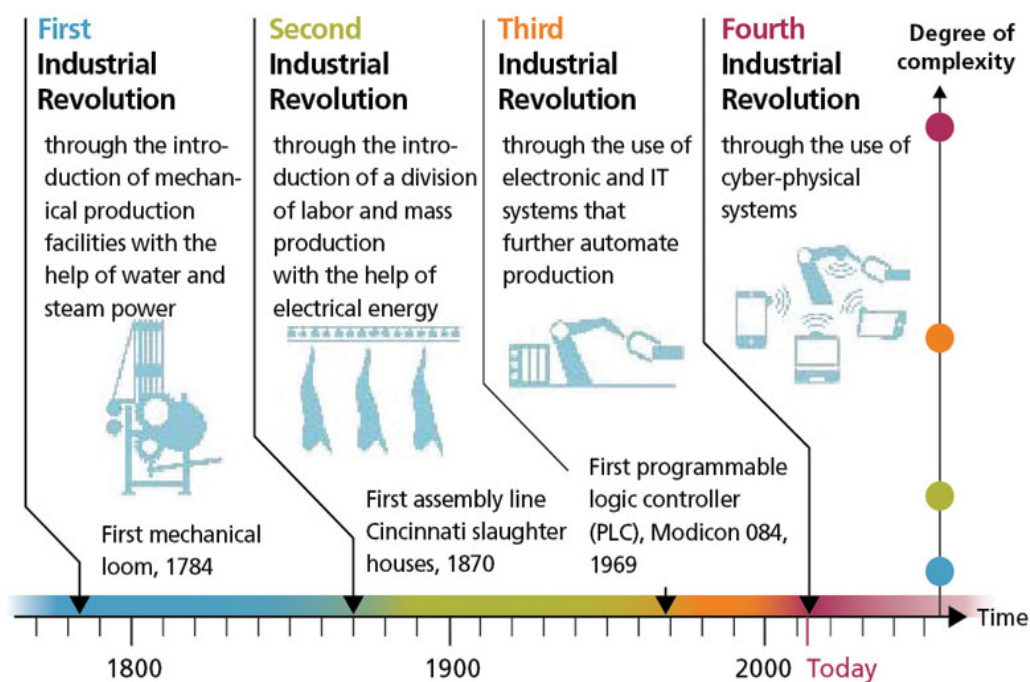 First
Industrial
Revolution
through the intro-
duction of mechan-
ical production
facilities with the
help of water and
steam power
First mechanical
loom, 1784
Second
Industrial
Revolution
through the intro-
duction of a division
of labor and mass
production
with the help of
electrical energy
First assembly line
Cincinnati slaughter
houses, 1870
Third
Industrial
Revolution
through the use of
electronic and IT
systems that
further automate
production
First programmable
logic controller
(PLC), Modicon 084,
1969
Fourth
Industrial
Revolution
through the use of
cyber-physical
systems
Degree of
complexity
Time
1800
1900
2000
Today